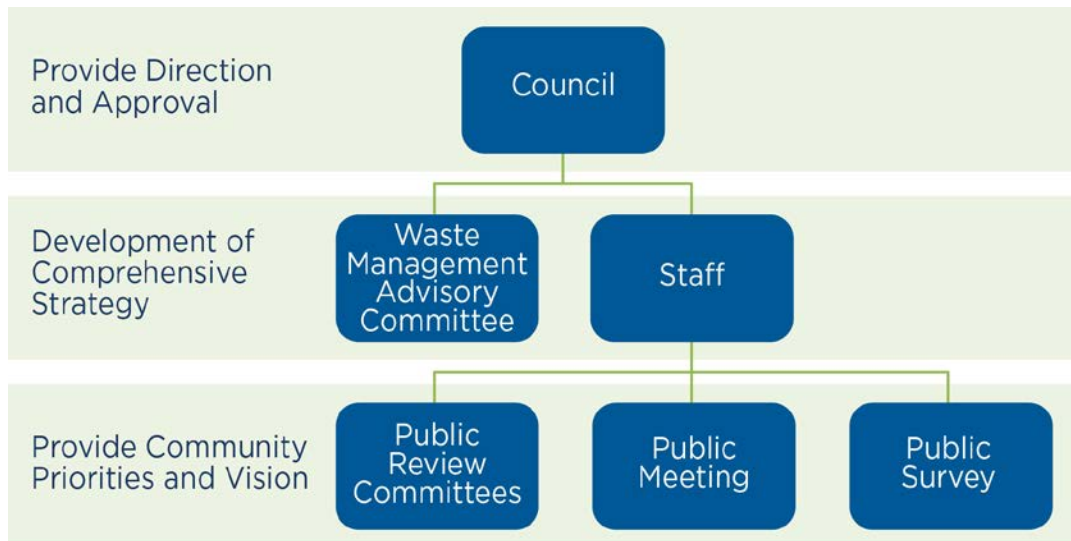 Provide Direction
and Approval
Council
Development of
Comprehensive
Strategy
Waste
Management
Advisory
Committee
Staff
Provide Community
Priorities and Vision
Public
Review
Committees
Public
Meeting
Public
Survey